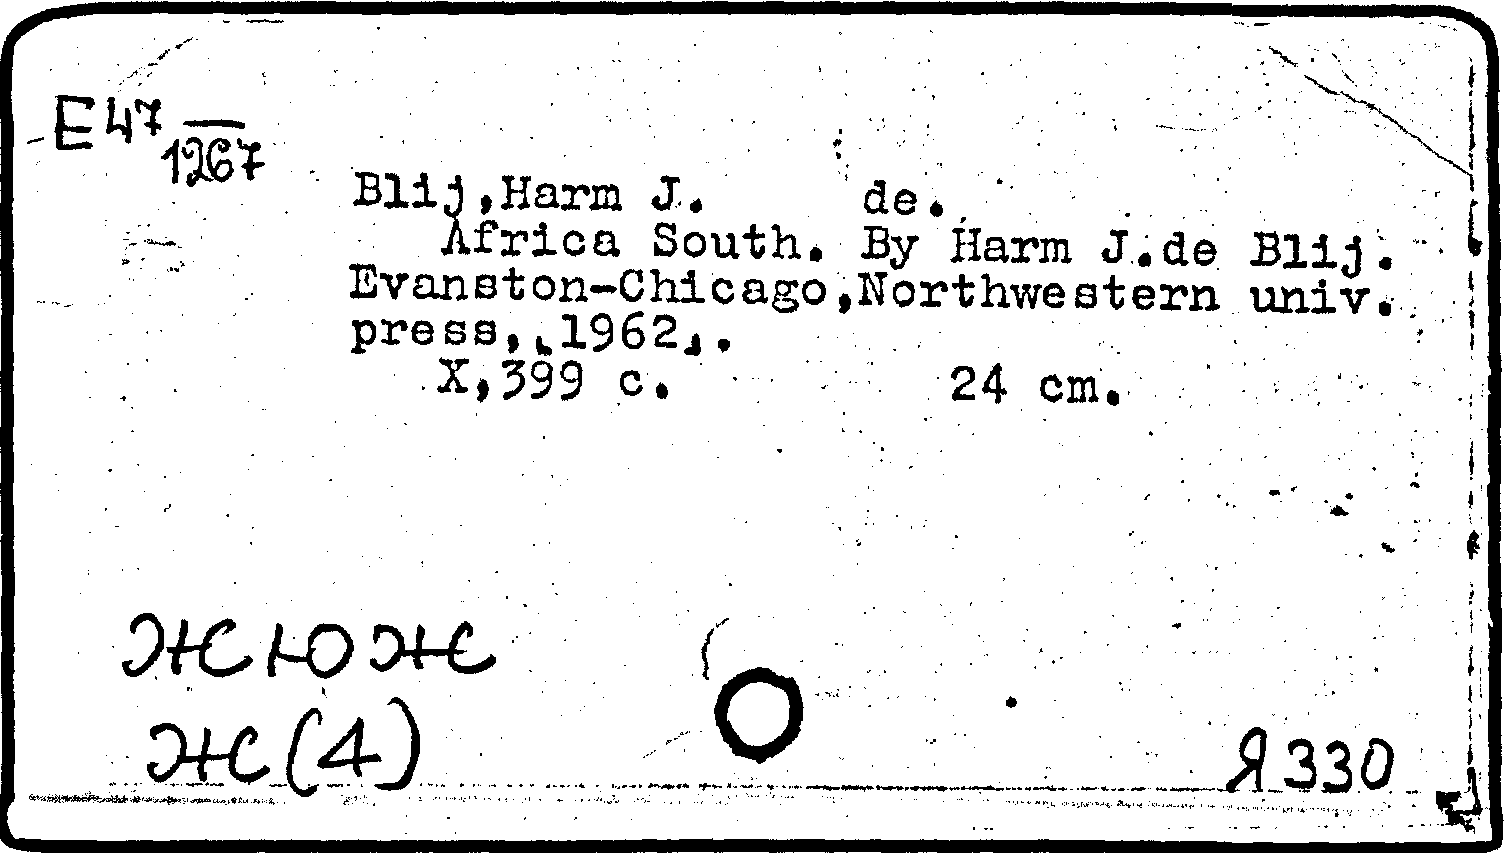 E47
1267
Blij,Harm J. de.
Africa South. By Harm J.de Blij.
Evanston-Chicago,Northwestern univ.
press,[1962].
X,399 c. 24 cm.
ЖЮЖ
Ж(4)
Я330